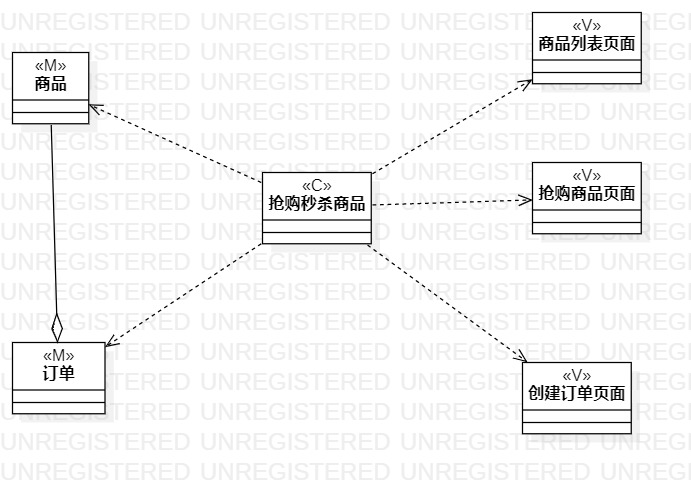 «M»
商品
«C»
抢购秒杀商品
«M»
订单
«V»
商品列表页面
«V»
抢购商品页面
«V»
创建订单页面
UNREGISTERED UNREGISTERED UNREGISTERED UNREGISTERED